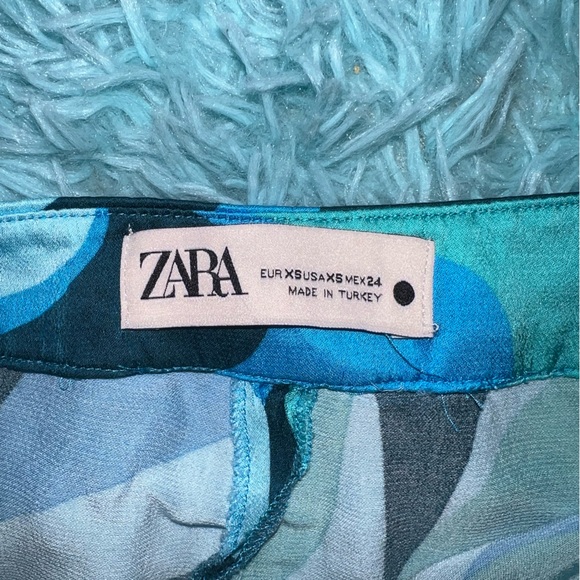 ZARA
EUR XS USA XS MEX 24
MADE IN TURKEY